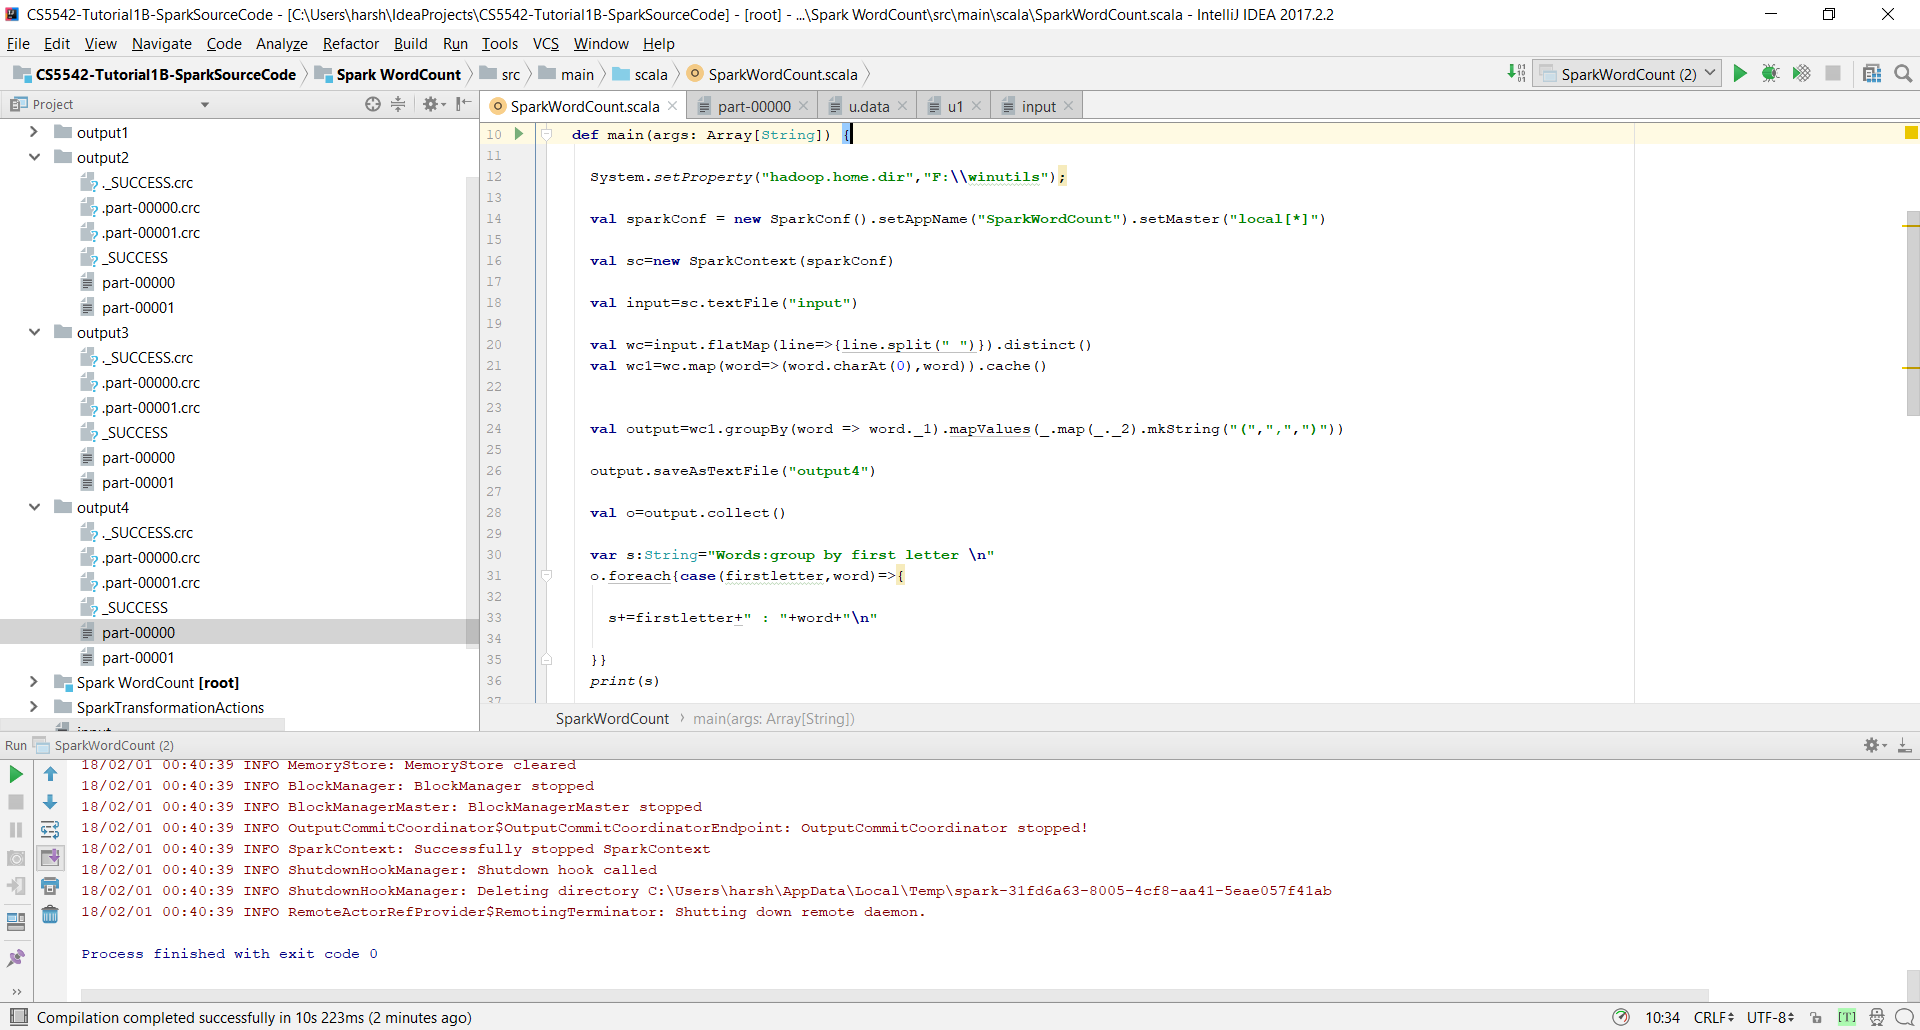 CS5542-Tutorial1B-SparkSourceCode - [C:\Users\harsh\IdeaProjects\CS5542-Tutorial1B-SparkSourceCode] - [root] - ...\Spark WordCount\src\main\scala\SparkWordCount.scala - IntelliJ IDEA 2017.2.2
File Edit View Navigate Code Analyze Refactor Build Run Tools VCS Window Help
CS5542-Tutorial1B-SparkSourceCode Spark WordCount src main scala SparkWordCount.scala SparkWordCount (2)
Project
SparkWordCount.scala part-00000 u.data u1 input
output1
output2
._SUCCESS.crc
.part-00000.crc
.part-00001.crc
_SUCCESS
part-00000
part-00001
output3
._SUCCESS.crc
.part-00000.crc
.part-00001.crc
_SUCCESS
part-00000
part-00001
output4
._SUCCESS.crc
.part-00000.crc
.part-00001.crc
_SUCCESS
part-00000
part-00001
Spark WordCount [root]
SparkTransformationActions
input
10 def main(args: Array[String]) {
11
12 System.setProperty("hadoop.home.dir","F:\\winutils");
13
14 val sparkConf = new SparkConf().setAppName("SparkWordCount").setMaster("local[*]")
15
16 val sc=new SparkContext(sparkConf)
17
18 val input=sc.textFile("input")
19
20 val wc=input.flatMap(line=>{line.split(" ")}).distinct()
21 val wc1=wc.map(word=>(word.charAt(0),word)).cache()
22
23
24 val output=wc1.groupBy(word => word._1).mapValues(_.map(_._2).mkString("(",",",")"))
25
26 output.saveAsTextFile("output4")
27
28 val o=output.collect()
29
30 var s:String="Words:group by first letter \n"
31 o.foreach{case(firstletter,word)=>{
32
33 s+=firstletter+" : "+word+"\n"
34
35 }}
36 print(s)
37
SparkWordCount main(args: Array[String])
Run SparkWordCount (2)
18/02/01 00:40:39 INFO MemoryStore: MemoryStore cleared
18/02/01 00:40:39 INFO BlockManager: BlockManager stopped
18/02/01 00:40:39 INFO BlockManagerMaster: BlockManagerMaster stopped
18/02/01 00:40:39 INFO OutputCommitCoordinator$OutputCommitCoordinatorEndpoint: OutputCommitCoordinator stopped!
18/02/01 00:40:39 INFO SparkContext: Successfully stopped SparkContext
18/02/01 00:40:39 INFO ShutdownHookManager: Shutdown hook called
18/02/01 00:40:39 INFO ShutdownHookManager: Deleting directory C:\Users\harsh\AppData\Local\Temp\spark-31fd6a63-8005-4cf8-aa41-5eae057f41ab
18/02/01 00:40:39 INFO RemoteActorRefProvider$RemotingTerminator: Shutting down remote daemon.
Process finished with exit code 0
Compilation completed successfully in 10s 223ms (2 minutes ago) 10:34 CRLF UTF-8 [T]